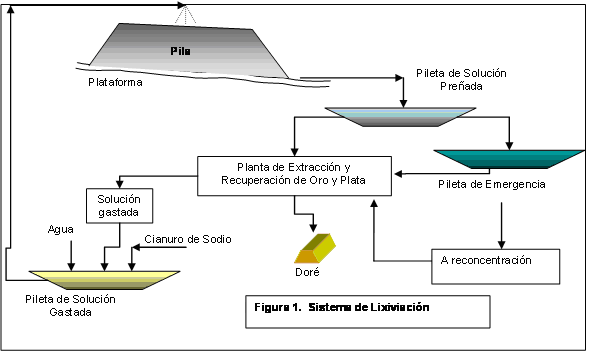 Pila
Plataforma
Pileta de Solución
Preñada
Planta de Extracción y
Recuperación de Oro y Plata
Pileta de Emergencia
Solución
gastada
Agua
Cianuro de Sodio
Doré
A reconcentración
Pileta de Solución
Gastada
Figura 1. Sistema de Lixiviación